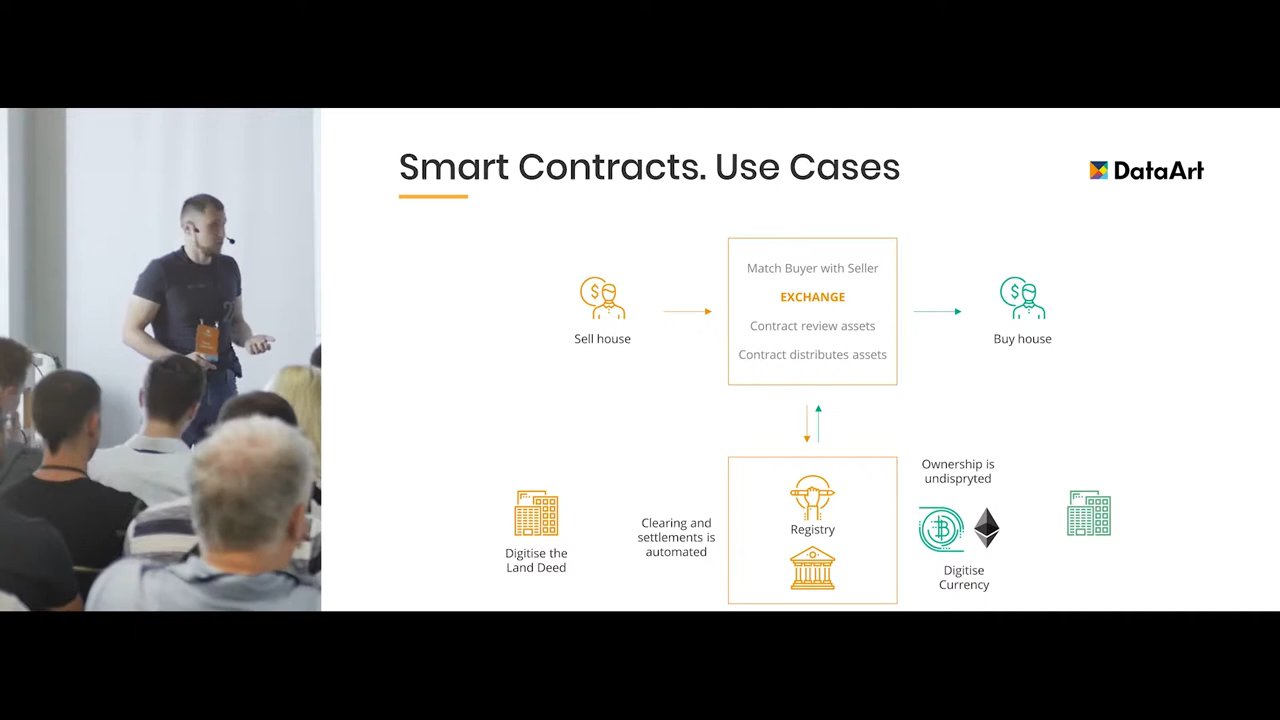 Smart Contracts. Use Cases
DataArt
Match Buyer with Seller
EXCHANGE
Contract review assets
Contract distributes assets
Sell house
Buy house
Ownership is
undispryted
Registry
Clearing and
settlements is
automated
Digitise the
Land Deed
Digitise
Currency